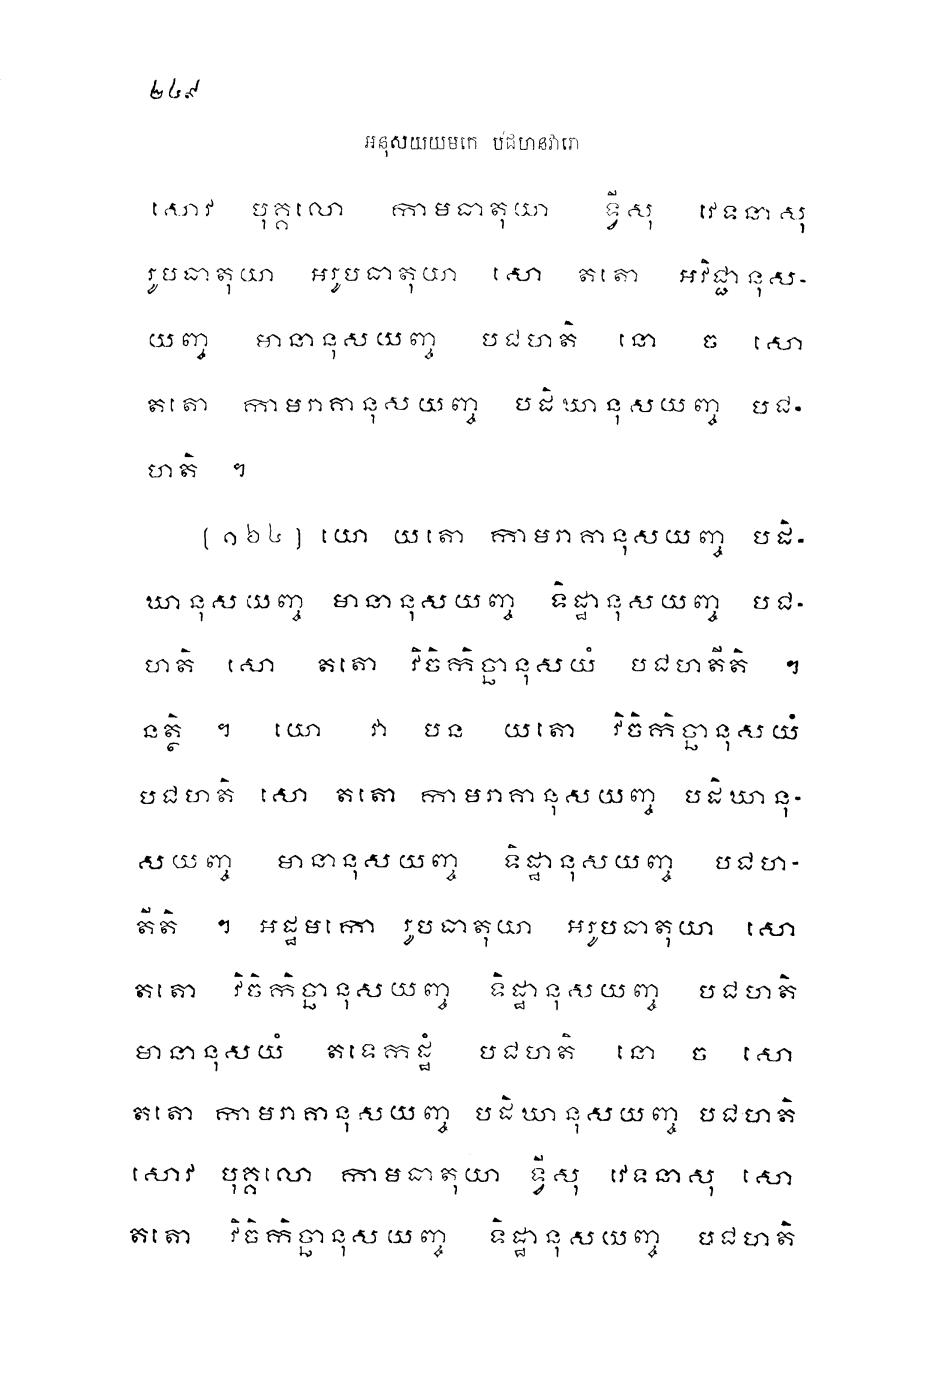 ២៤៩
អនុសយយមកេ បជហនវារោ
សោវ បុគ្គលោ កាមធាតុយា ទ្វីសុ វេទនាសុ
រូបធាតុយា អរូបធាតុយា សោ តតោ អវិជ្ជានុស-
យញ្ច មានានុសយញ្ច បជហតិ នោ ច សោ
តតោ កាមរាគានុសយញ្ច បដិឃានុសយញ្ច បជ-
ហតិ ។
(១៦៤) យោ យតោ កាមរាគានុសយញ្ច បដិ-
ឃានុសយញ្ច មានានុសយញ្ច ទិដ្ឋានុសយញ្ច បជ-
ហតិ សោ តតោ វិចិកិច្ឆានុសយំ បជហតីតិ ។
នត្ថិ ។ យោ វា បន យតោ វិចិកិច្ឆានុសយំ
បជហតិ សោ តតោ កាមរាគានុសយញ្ច បដិឃានុ-
សយញ្ច មានានុសយញ្ច ទិដ្ឋានុសយញ្ច បជហ-
តីតិ ។ អដ្ឋមកោ រូបធាតុយា អរូបធាតុយា សោ
តតោ វិចិកិច្ឆានុសយញ្ច ទិដ្ឋានុសយញ្ច បជហតិ
មានានុសយំ តទេកដ្ឋំ បជហតិ នោ ច សោ
តតោ កាមរាគានុសយញ្ច បដិឃានុសយញ្ច បជហតិ
សោវ បុគ្គលោ កាមធាតុយា ទ្វីសុ វេទនាសុ សោ
តតោ វិចិកិច្ឆានុសយញ្ច ទិដ្ឋានុសយញ្ច បជហតិ